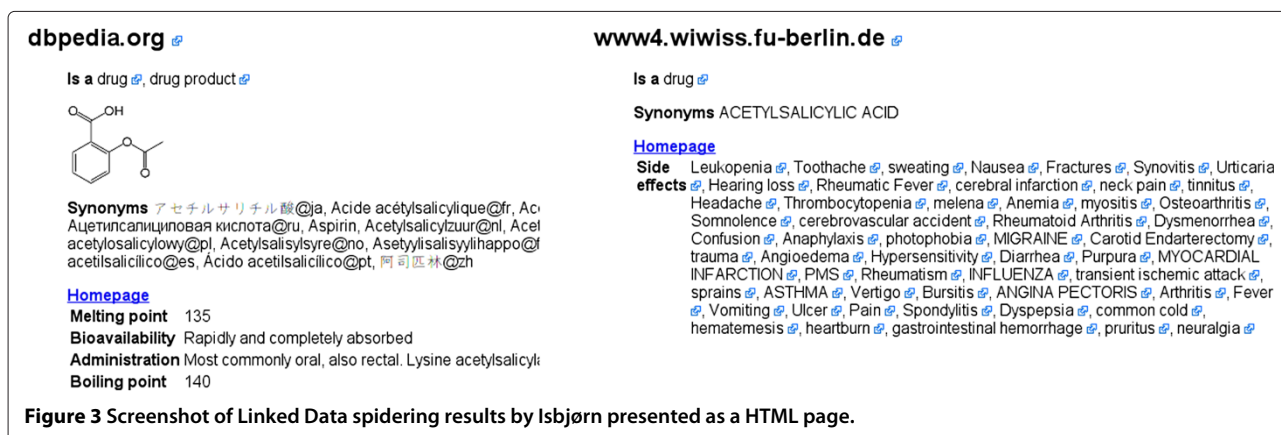 dbpedia.org
Is a drug, drug product
O
OH
O
O
Synonyms アセチルサリチル酸@ja, Acide acétylsalicylique@fr,
Ацетилсалициловая кислота@ru, Aspirin, Acetylsalicylzuur@nl,
acetylosalicylowy@pl, Acetylsalisylsyre@no, Asetyylisalisyylihappo@f
acetilsalicílico@es, Ácido acetilsalicílico@pt, 阿司匹林@zh
Homepage
Melting point 135
Bioavailability Rapidly and completely absorbed
Administration Most commonly oral, also rectal. Lysine acetylsalicyla
Boiling point 140
www4.wiwiss.fu-berlin.de
Is a drug
Synonyms ACETYLSALICYLIC ACID
Homepage
Side Leukopenia, Toothache, sweating, Nausea, Fractures, Synovitis, Urticaria
effects, Hearing loss, Rheumatic Fever, cerebral infarction, neck pain, tinnitus,
Headache, Thrombocytopenia, melena, Anemia, myositis, Osteoarthritis,
Somnolence, cerebrovascular accident, Rheumatoid Arthritis, Dysmenorrhea,
Confusion, Anaphylaxis, photophobia, MIGRAINE, Carotid Endarterectomy,
trauma, Angioedema, Hypersensitivity, Diarrhea, Purpura, MYOCARDIAL
INFARCTION, PMS, Rheumatism, INFLUENZA, transient ischemic attack,
sprains, ASTHMA, Vertigo, Bursitis, ANGINA PECTORIS, Arthritis, Fever
, Vomiting, Ulcer, Pain, Spondylitis, Dyspepsia, common cold,
hematemesis, heartburn, gastrointestinal hemorrhage, pruritus, neuralgia
Figure 3 Screenshot of Linked Data spidering results by Isbjørn presented as a HTML page.